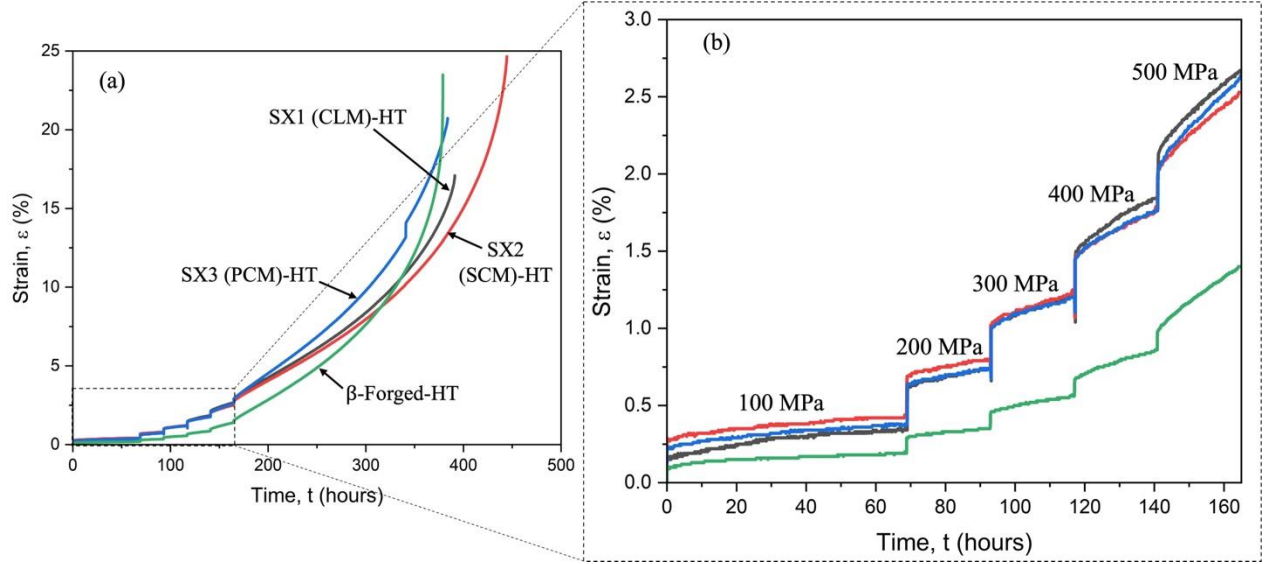 (a)
25
20
15
10
5
0
Strain, ε (%)
SX1 (CLM)-HT
SX3 (PCM)-HT
SX2
(SCM)-HT
β-Forged-HT
0 100 200 300 400 500
Time, t (hours)
(b)
3.0
2.5
2.0
1.5
1.0
0.5
0.0
Strain, ε (%)
500 MPa
400 MPa
300 MPa
200 MPa
100 MPa
0 20 40 60 80 100 120 140 160
Time, t (hours)